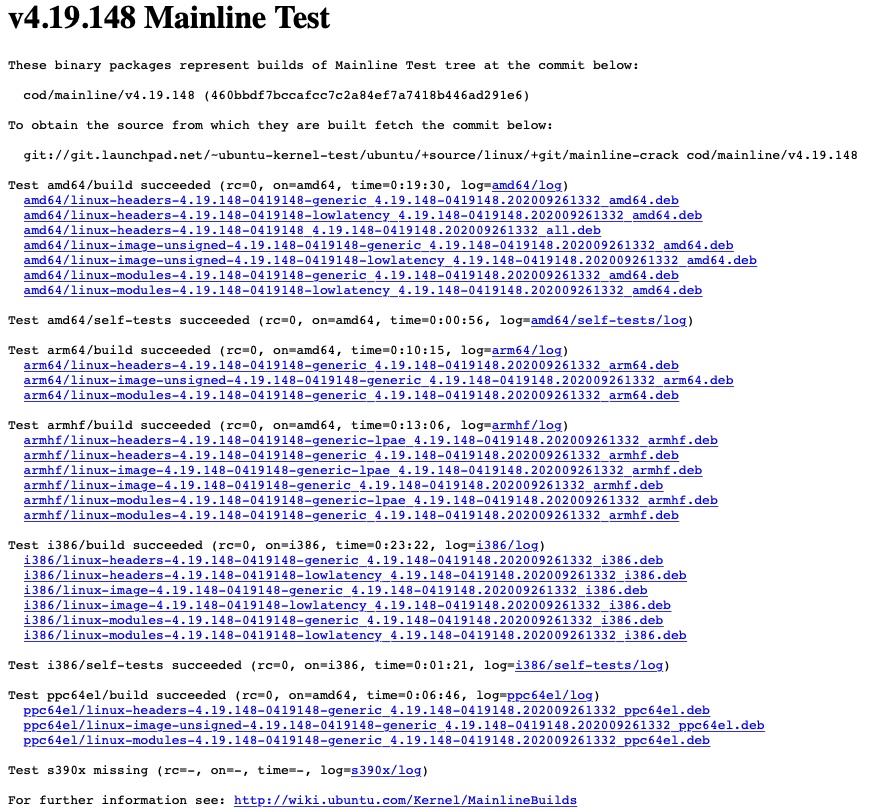 v4.19.148 Mainline Test
These binary packages represent builds of Mainline Test tree at the commit below:
cod/mainline/v4.19.148 (460bbdf7bccafcc7c2a84ef7a7418b446ad291e6)
To obtain the source from which they are built fetch the commit below:
git://git.launchpad.net/~ubuntu-kernel-test/ubuntu/+source/linux/+git/mainline-crack cod/mainline/v4.19.148
Test amd64/build succeeded (rc=0, on=amd64, time=0:19:30, log=amd64/log)
amd64/linux-headers-4.19.148-0419148-generic_4.19.148-0419148.202009261332_amd64.deb
amd64/linux-headers-4.19.148-0419148-lowlatency_4.19.148-0419148.202009261332_amd64.deb
amd64/linux-headers-4.19.148-0419148_4.19.148-0419148.202009261332_all.deb
amd64/linux-image-unsigned-4.19.148-0419148-generic_4.19.148-0419148.202009261332_amd64.deb
amd64/linux-image-unsigned-4.19.148-0419148-lowlatency_4.19.148-0419148.202009261332_amd64.deb
amd64/linux-modules-4.19.148-0419148-generic_4.19.148-0419148.202009261332_amd64.deb
amd64/linux-modules-4.19.148-0419148-lowlatency_4.19.148-0419148.202009261332_amd64.deb
Test amd64/self-tests succeeded (rc=0, on=amd64, time=0:00:56, log=amd64/self-tests/log)
Test arm64/build succeeded (rc=0, on=amd64, time=0:10:15, log=arm64/log)
arm64/linux-headers-4.19.148-0419148-generic_4.19.148-0419148.202009261332_arm64.deb
arm64/linux-image-unsigned-4.19.148-0419148-generic_4.19.148-0419148.202009261332_arm64.deb
arm64/linux-modules-4.19.148-0419148-generic_4.19.148-0419148.202009261332_arm64.deb
Test armhf/build succeeded (rc=0, on=amd64, time=0:13:06, log=armhf/log)
armhf/linux-headers-4.19.148-0419148-generic-lpae_4.19.148-0419148.202009261332_armhf.deb
armhf/linux-headers-4.19.148-0419148-generic_4.19.148-0419148.202009261332_armhf.deb
armhf/linux-image-4.19.148-0419148-generic-lpae_4.19.148-0419148.202009261332_armhf.deb
armhf/linux-image-4.19.148-0419148-generic_4.19.148-0419148.202009261332_armhf.deb
armhf/linux-modules-4.19.148-0419148-generic-lpae_4.19.148-0419148.202009261332_armhf.deb
armhf/linux-modules-4.19.148-0419148-generic_4.19.148-0419148.202009261332_armhf.deb
Test i386/build succeeded (rc=0, on=i386, time=0:23:22, log=i386/log)
i386/linux-headers-4.19.148-0419148-generic_4.19.148-0419148.202009261332_i386.deb
i386/linux-headers-4.19.148-0419148-lowlatency_4.19.148-0419148.202009261332_i386.deb
i386/linux-image-4.19.148-0419148-generic_4.19.148-0419148.202009261332_i386.deb
i386/linux-image-4.19.148-0419148-lowlatency_4.19.148-0419148.202009261332_i386.deb
i386/linux-modules-4.19.148-0419148-generic_4.19.148-0419148.202009261332_i386.deb
i386/linux-modules-4.19.148-0419148-lowlatency_4.19.148-0419148.202009261332_i386.deb
Test i386/self-tests succeeded (rc=0, on=i386, time=0:01:21, log=i386/self-tests/log)
Test ppc64el/build succeeded (rc=0, on=amd64, time=0:06:46, log=ppc64el/log)
ppc64el/linux-headers-4.19.148-0419148-generic_4.19.148-0419148.202009261332_ppc64el.deb
ppc64el/linux-image-unsigned-4.19.148-0419148-generic_4.19.148-0419148.202009261332_ppc64el.deb
ppc64el/linux-modules-4.19.148-0419148-generic_4.19.148-0419148.202009261332_ppc64el.deb
Test s390x missing (rc=-, on=-, time=-, log=s390x/log)
For further information see: http://wiki.ubuntu.com/Kernel/MainlineBuilds